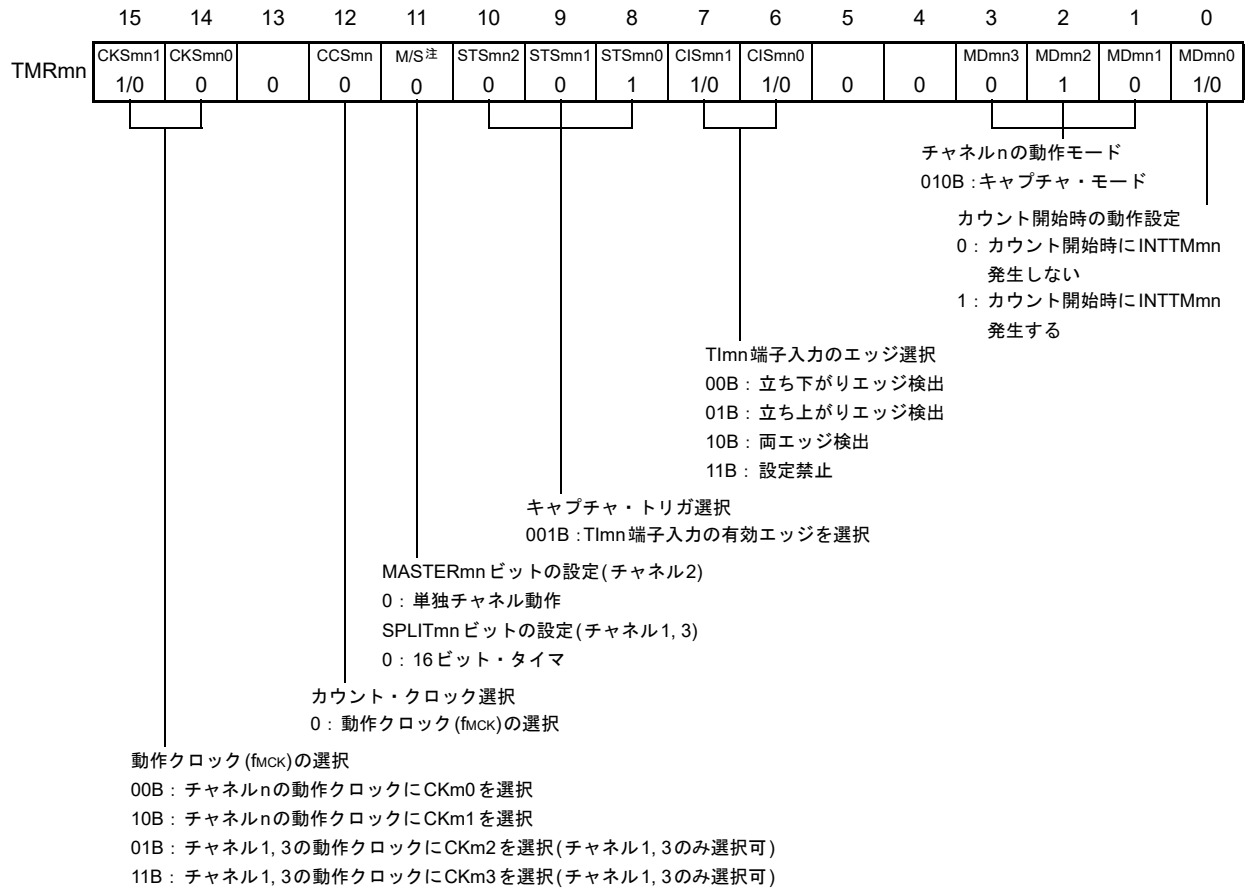 15 14 13 12 11 10 9 8 7 6 5 4 3 2 1 0
TMRmn
CKSmn1 CKSmn0 CCSmn M/S注 STSmn2 STSmn1 STSmn0 CISmn1 CISmn0 MDmn3 MDmn2 MDmn1 MDmn0
1/0 0 0 0 0 0 0 1 1/0 1/0 0 0 0 1 0 1/0
チャネルnの動作モード
010B：キャプチャ・モード
カウント開始時の動作設定
0： カウント開始時にINTTMmn
発生しない
1： カウント開始時にINTTMmn
発生する
TImn端子入力のエッジ選択
00B： 立ち下がりエッジ検出
01B： 立ち上がりエッジ検出
10B： 両エッジ検出
11B： 設定禁止
キャプチャ・トリガ選択
001B：TImn端子入力の有効エッジを選択
MASTERmnビットの設定(チャネル2)
0：単独チャネル動作
SPLITmnビットの設定(チャネル1, 3)
0：16ビット・タイマ
カウント・クロック選択
0： 動作クロック(fMCK)の選択
動作クロック(fMCK)の選択
00B： チャネルnの動作クロックにCKm0を選択
10B： チャネルnの動作クロックにCKm1を選択
01B： チャネル1, 3の動作クロックにCKm2を選択(チャネル1, 3のみ選択可)
11B： チャネル1, 3の動作クロックにCKm3を選択(チャネル1, 3のみ選択可)